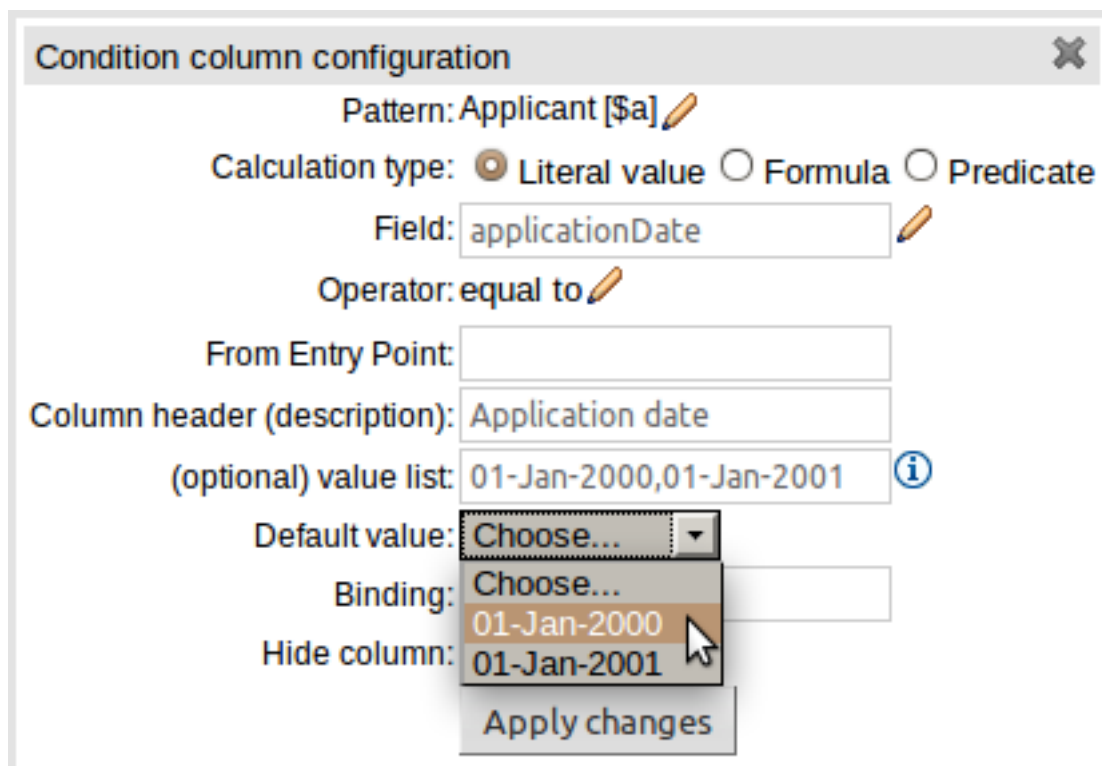 Condition column configuration
Pattern: Applicant [$a]
Calculation type: Literal value Formula Predicate
Field: applicationDate
Operator: equal to
From Entry Point:
Column header (description): Application date
(optional) value list: 01-Jan-2000,01-Jan-2001
Default value: Choose...
Choose...
Binding:
01-Jan-2000
Hide column:
01-Jan-2001
Apply changes